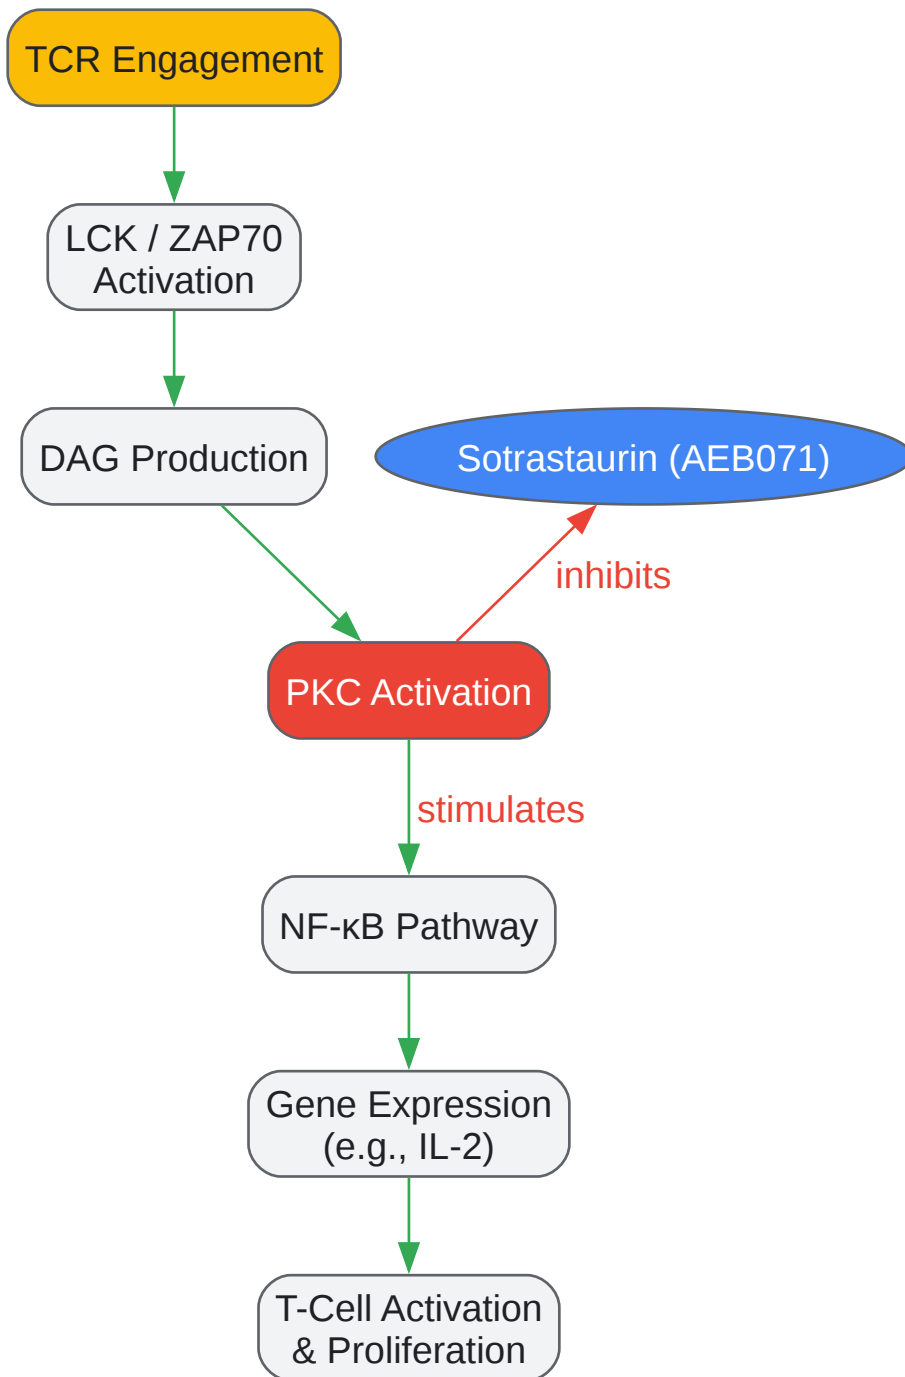 TCR Engagement
LCK / ZAP70
Activation
DAG Production
Sotrastaurin (AEB071)
inhibits
PKC Activation
stimulates
NF-κB Pathway
Gene Expression
(e.g., IL-2)
T-Cell Activation
& Proliferation